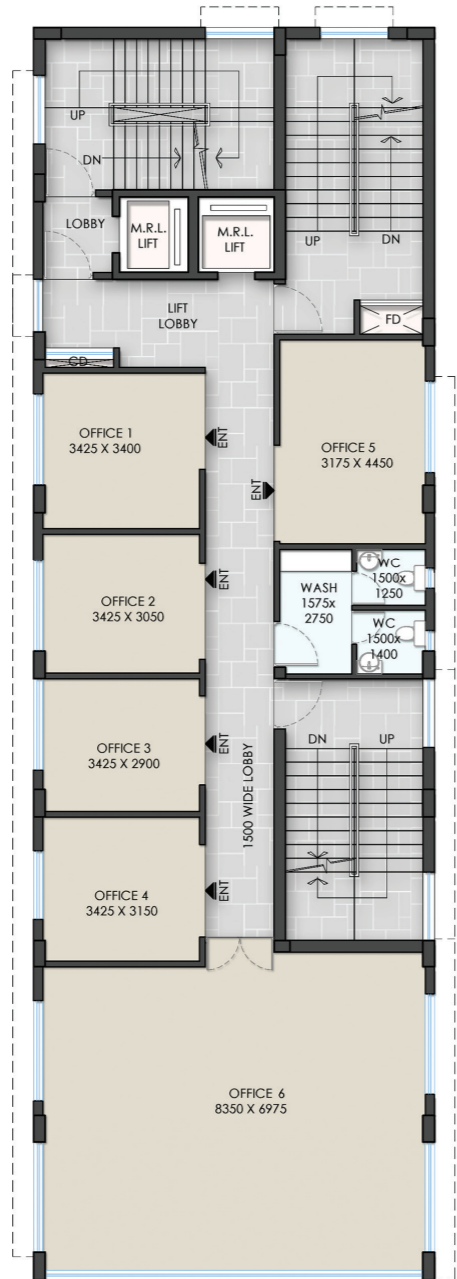 UP
DN
LOBBY
M.R.L.
LIFT
M.R.L.
LIFT
UP
DN
LIFT
LOBBY
FD
CD
OFFICE 1
3425 X 3400
ENT
OFFICE 5
3175 X 4450
ENT
OFFICE 2
3425 X 3050
ENT
WASH
1575x
2750
WC
1500x
1250
WC
1500x
1400
OFFICE 3
3425 X 2900
ENT
1500 WIDE LOBBY
DN
UP
OFFICE 4
3425 X 3150
ENT
OFFICE 6
8350 X 6975